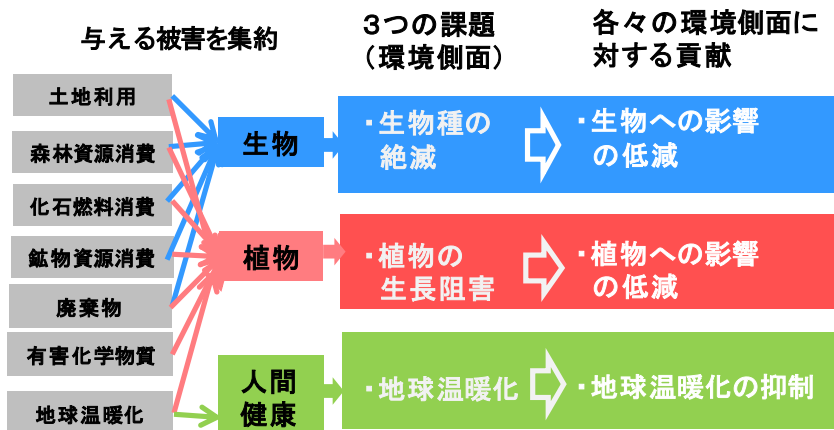 与える被害を集約
3つの課題
（環境側面）
各々の環境側面に
対する貢献
土地利用
森林資源消費
化石燃料消費
鉱物資源消費
廃棄物
有害化学物質
地球温暖化
生物
植物
人間
健康
・生物種の
絶滅
・生物への影響
の低減
・植物の
生長阻害
・植物への影響
の低減
・地球温暖化
・地球温暖化の抑制